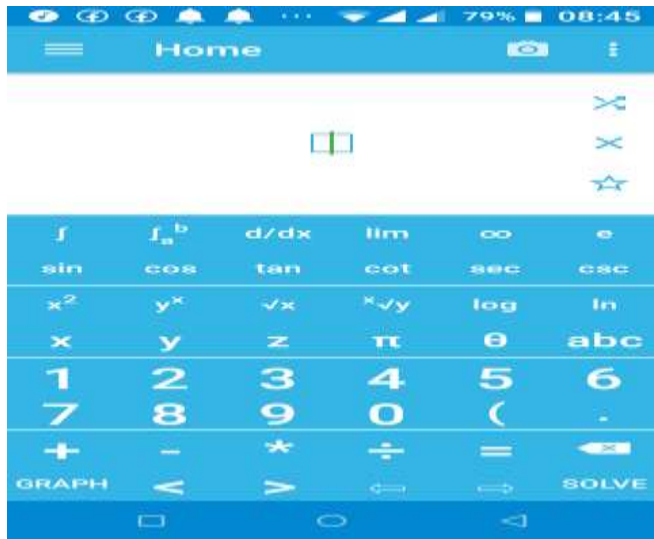 79% 08:45
Home
∫ ∫ₐᵇ d/dx lim ∞ e
sin cos tan cot sec csc
x² yˣ √x ˣ√y log ln
x y z π θ abc
1 2 3 4 5 6
7 8 9 0 ( .
+ - * ÷ =
GRAPH < > ⇦ ⇨ SOLVE